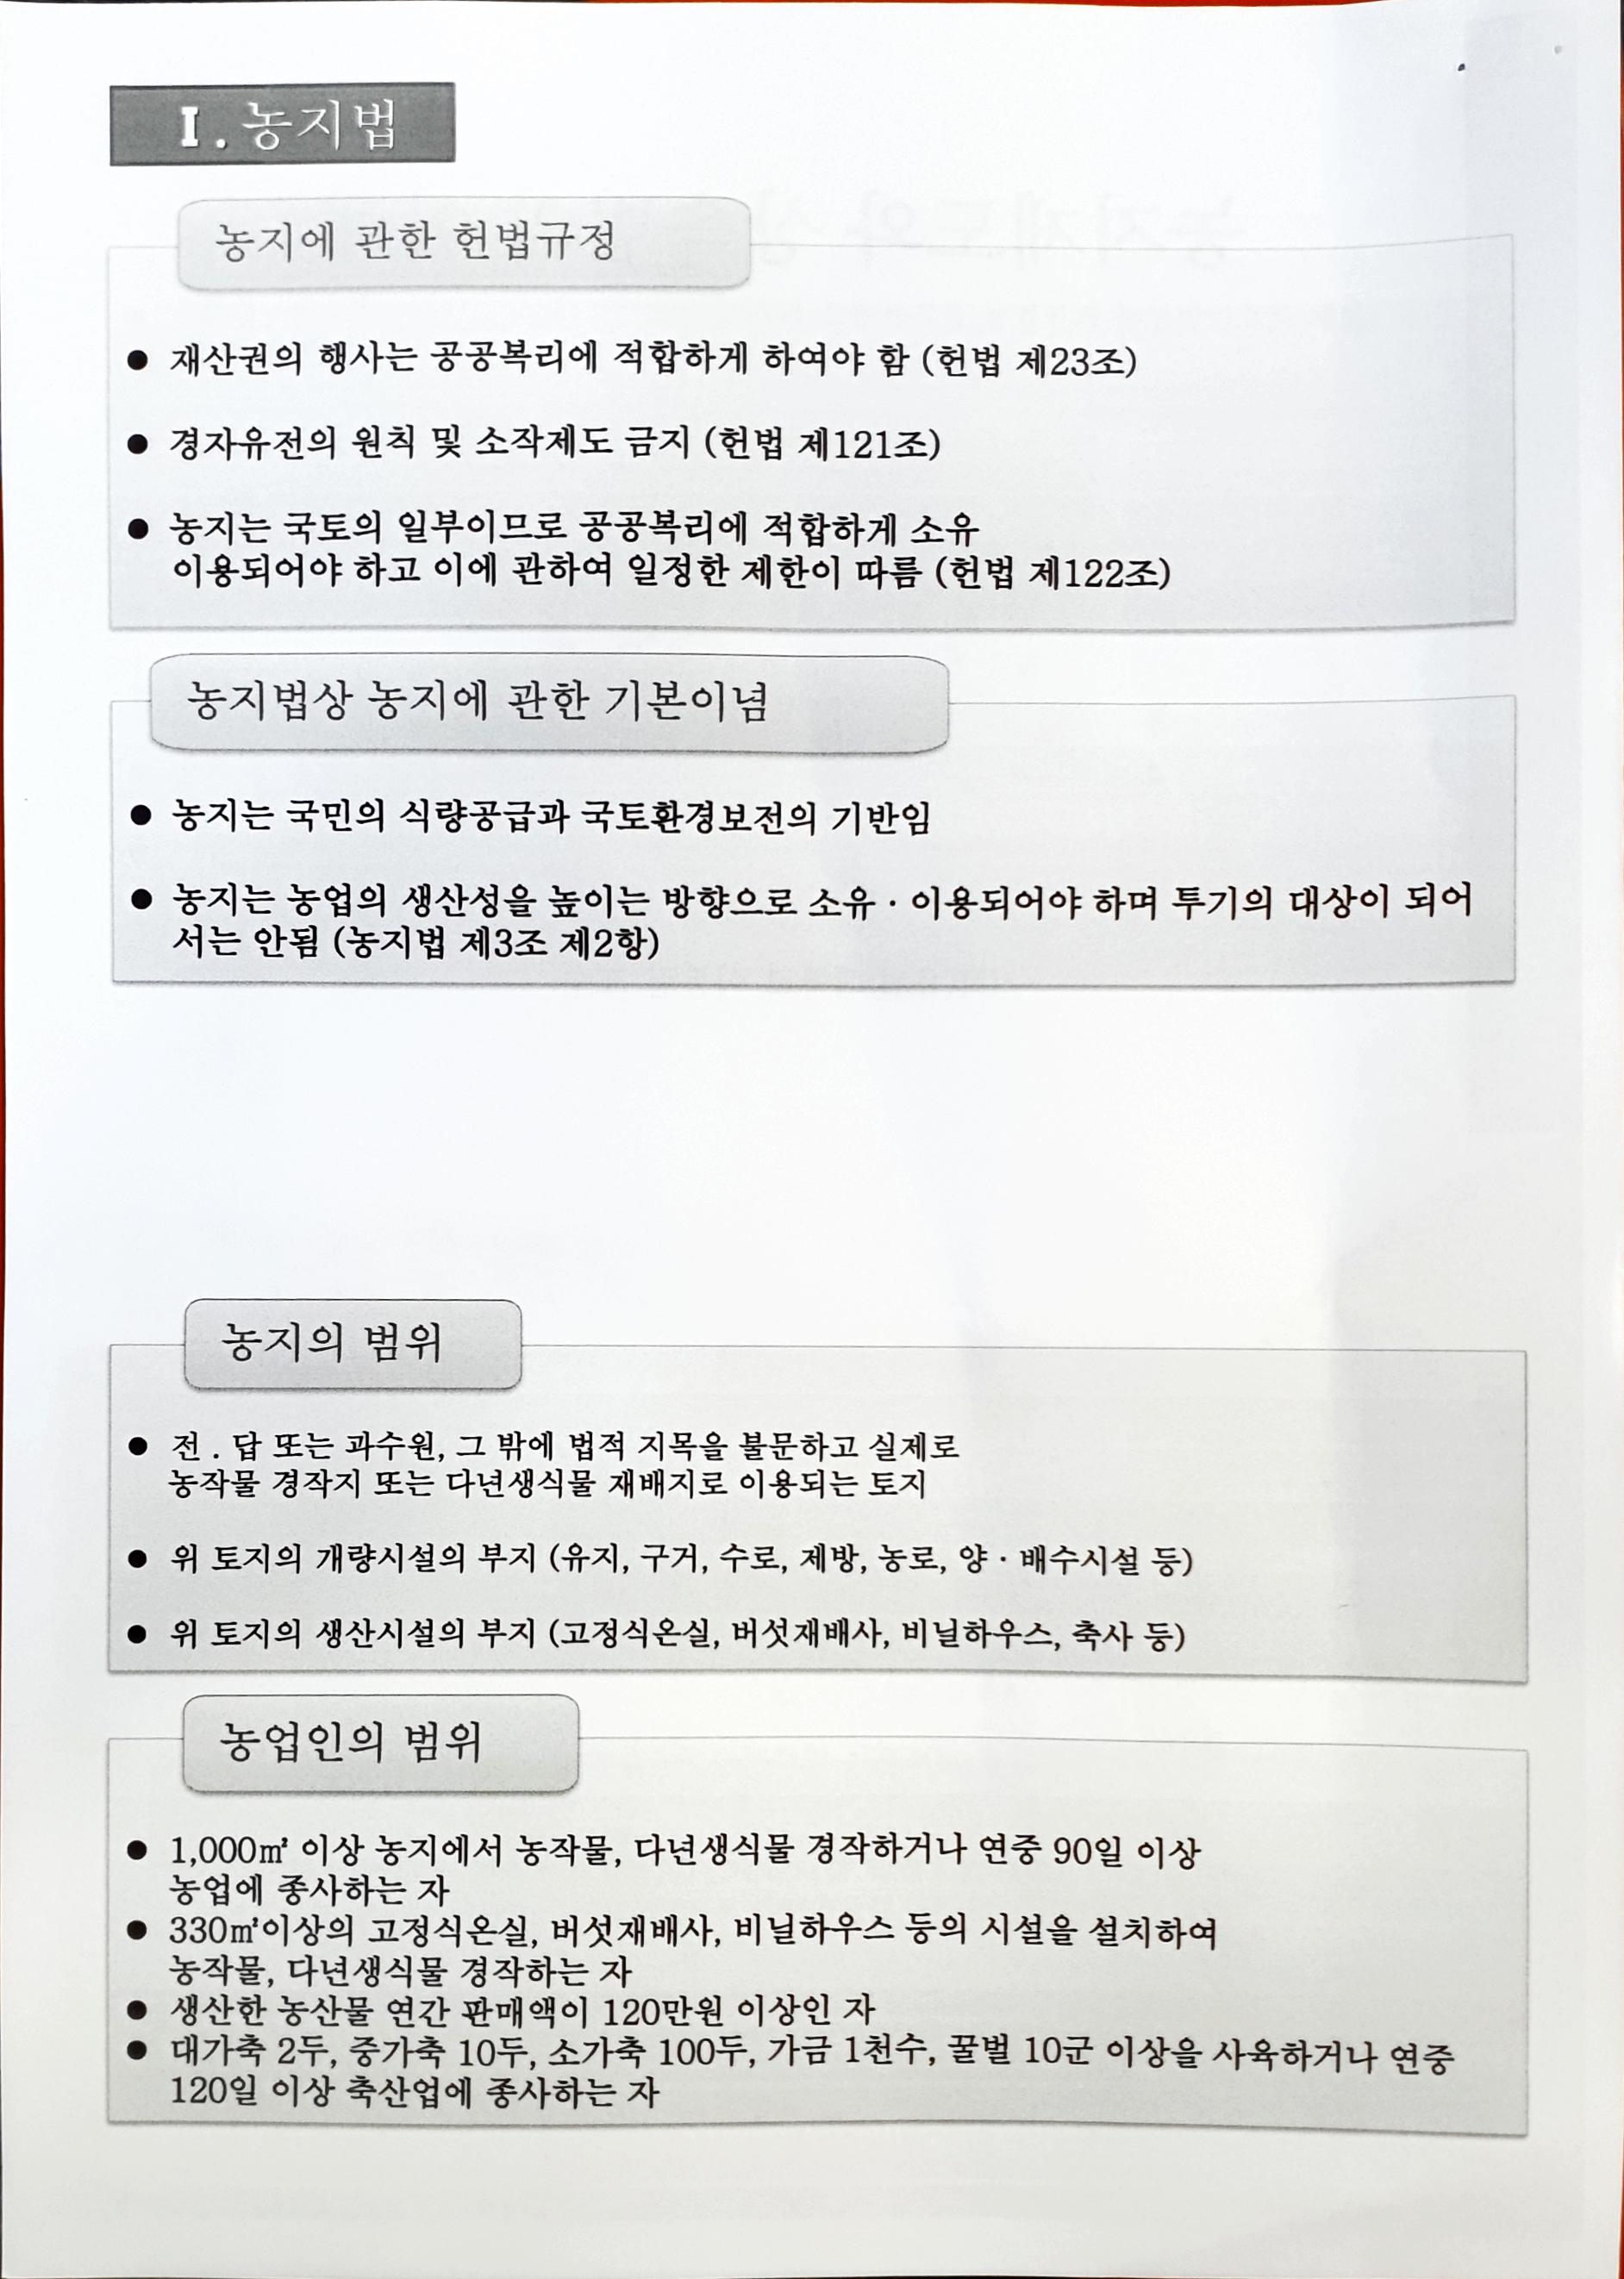 I. 농지법
농지에 관한 헌법규정
● 재산권의 행사는 공공복리에 적합하게 하여야 함 (헌법 제23조)
● 경자유전의 원칙 및 소작제도 금지 (헌법 제121조)
● 농지는 국토의 일부이므로 공공복리에 적합하게 소유
이용되어야 하고 이에 관하여 일정한 제한이 따름 (헌법 제122조)
농지법상 농지에 관한 기본이념
● 농지는 국민의 식량공급과 국토환경보전의 기반임
● 농지는 농업의 생산성을 높이는 방향으로 소유 · 이용되어야 하며 투기의 대상이 되어
서는 안됨 (농지법 제3조 제2항)
농지의 범위
● 전 . 답 또는 과수원, 그 밖에 법적 지목을 불문하고 실제로
농작물 경작지 또는 다년생식물 재배지로 이용되는 토지
● 위 토지의 개량시설의 부지 (유지, 구거, 수로, 제방, 농로, 양 · 배수시설 등)
● 위 토지의 생산시설의 부지 (고정식온실, 버섯재배사, 비닐하우스, 축사 등)
농업인의 범위
● 1,000㎡ 이상 농지에서 농작물, 다년생식물 경작하거나 연중 90일 이상
농업에 종사하는 자
● 330㎡이상의 고정식온실, 버섯재배사, 비닐하우스 등의 시설을 설치하여
농작물, 다년생식물 경작하는 자
● 생산한 농산물 연간 판매액이 120만원 이상인 자
● 대가축 2두, 중가축 10두, 소가축 100두, 가금 1천수, 꿀벌 10군 이상을 사육하거나 연중
120일 이상 축산업에 종사하는 자